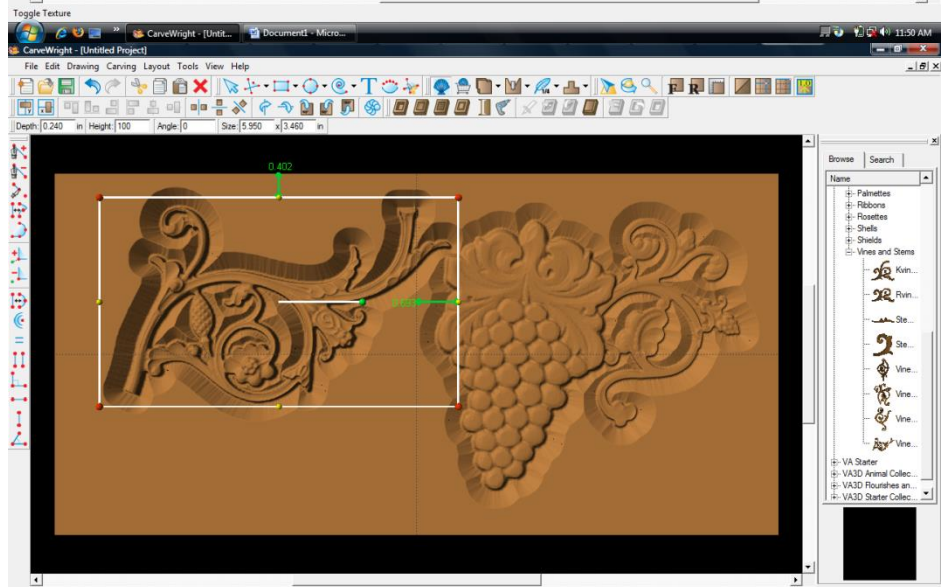 Toggle Texture
CarveWright - [Untit... Document1 - Micro... 11:50 AM
CarveWright - [Untitled Project]
File Edit Drawing Carving Layout Tools View Help
Depth: 0.240 in Height: 100 Angle: 0 Size: 5.950 x 3.460 in
Browse Search
Name
Palmettes
Ribbons
Rosettes
Shells
Shields
Vines and Stems
Kvin...
Rvin...
Ste...
Ste...
Vine...
Vine...
Vine...
Vine...
VA Starter
VA3D Animal Collec...
VA3D Flourishes an...
VA3D Starter Collec...
0.402